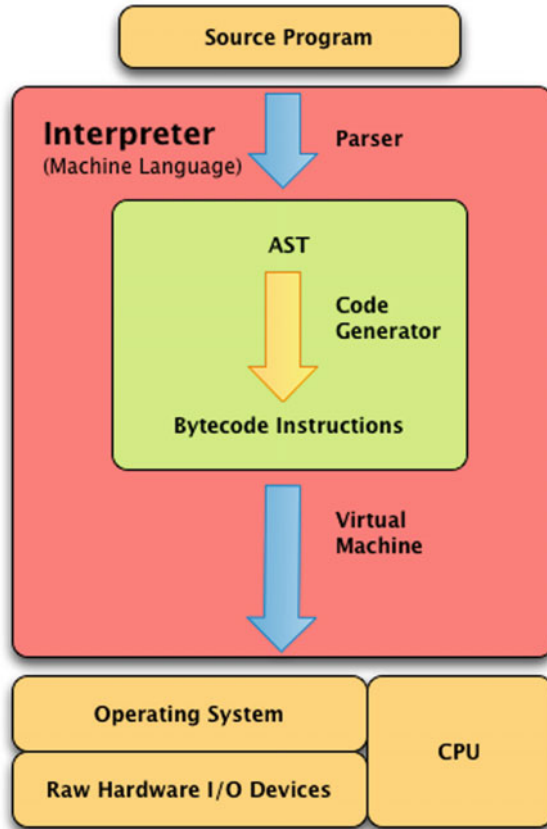 Source Program
Interpreter
(Machine Language)
Parser
AST
Code
Generator
Bytecode Instructions
Virtual
Machine
Operating System
CPU
Raw Hardware I/O Devices